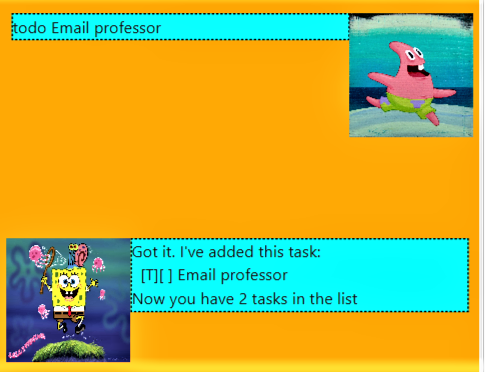 todo Email professor
Got it. I've added this task:
[T][ ] Email professor
Now you have 2 tasks in the list